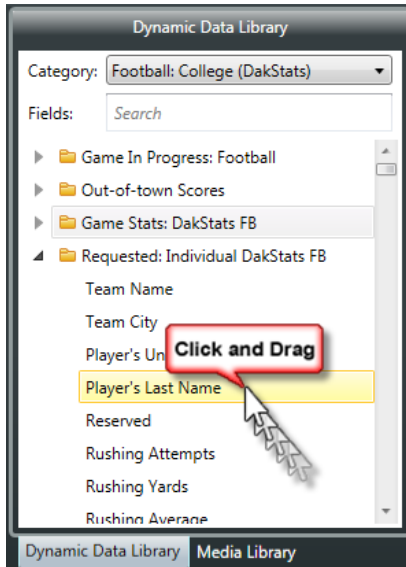 Dynamic Data Library
Category: Football: College (DakStats)
Fields: Search
Game In Progress: Football
Out-of-town Scores
Game Stats: DakStats FB
Requested: Individual DakStats FB
Team Name
Team City
Player's Un
Click and Drag
Player's Last Name
Reserved
Rushing Attempts
Rushing Yards
Rushing Average
Dynamic Data Library Media Library